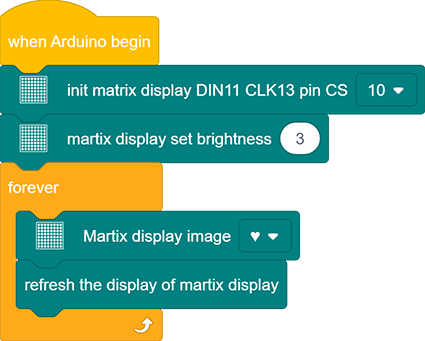 when Arduino begin
init matrix display DIN11 CLK13 pin CS 10
martix display set brightness 3
forever
Martix display image ♥
refresh the display of martix display